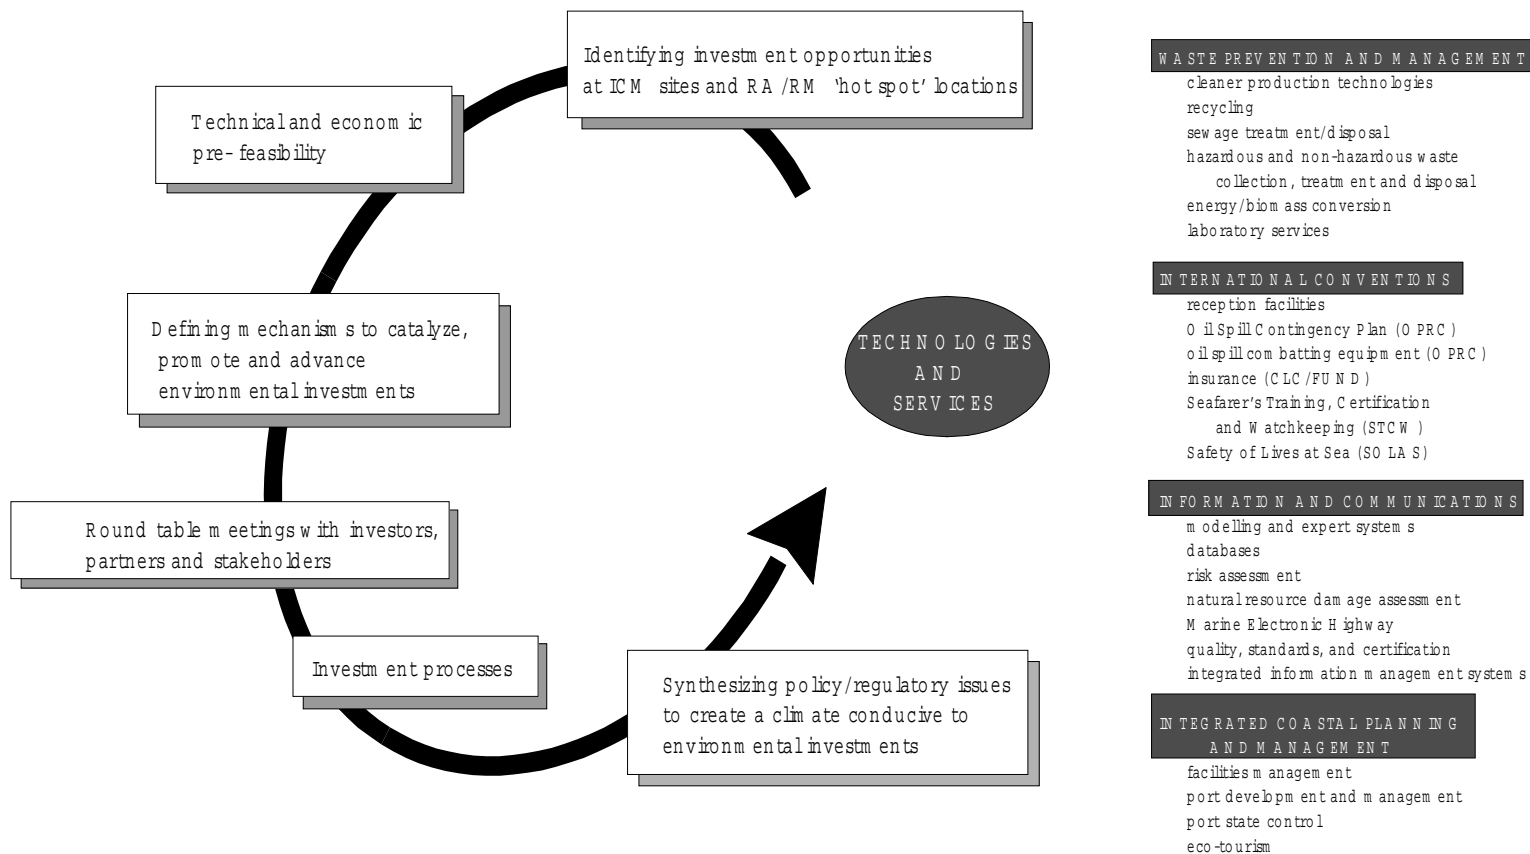 Identifying investment opportunities
at ICM sites and RA/RM ‘hot spot’ locations
Technical and economic
pre-feasibility
Defining mechanisms to catalyze,
promote and advance
environmental investments
Round table meetings with investors,
partners and stakeholders
Investment processes
Synthesizing policy/regulatory issues
to create a climate conducive to
environmental investments
TECHNOLOGIES
AND
SERVICES
WASTE PREVENTION AND MANAGEMENT
cleaner production technologies
recycling
sewage treatment/disposal
hazardous and non-hazardous waste
collection, treatment and disposal
energy/biomass conversion
laboratory services
INTERNATIONAL CONVENTIONS
reception facilities
Oil Spill Contingency Plan (OPRC)
oil spill combatting equipment (OPRC)
insurance (CLC/FUND)
Seafarer’s Training, Certification
and Watchkeeping (STCW)
Safety of Lives at Sea (SOLAS)
INFORMATION AND COMMUNICATIONS
modelling and expert systems
databases
risk assessment
natural resource damage assessment
Marine Electronic Highway
quality, standards, and certification
integrated information management systems
INTEGRATED COASTAL PLANNING
AND MANAGEMENT
facilities management
port development and management
port state control
eco-tourism